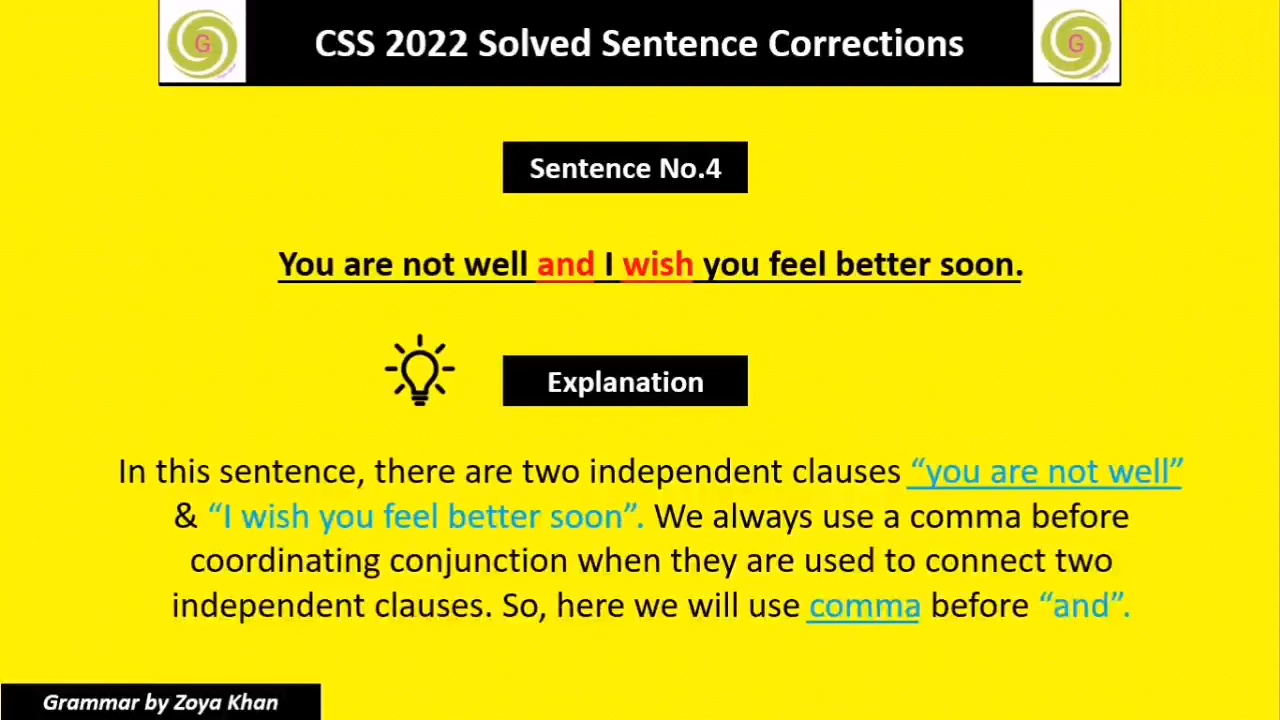 G CSS 2022 Solved Sentence Corrections G
Sentence No.4
You are not well and I wish you feel better soon.
Explanation
In this sentence, there are two independent clauses “you are not well”
& “I wish you feel better soon”. We always use a comma before
coordinating conjunction when they are used to connect two
independent clauses. So, here we will use comma before “and”.
Grammar by Zoya Khan